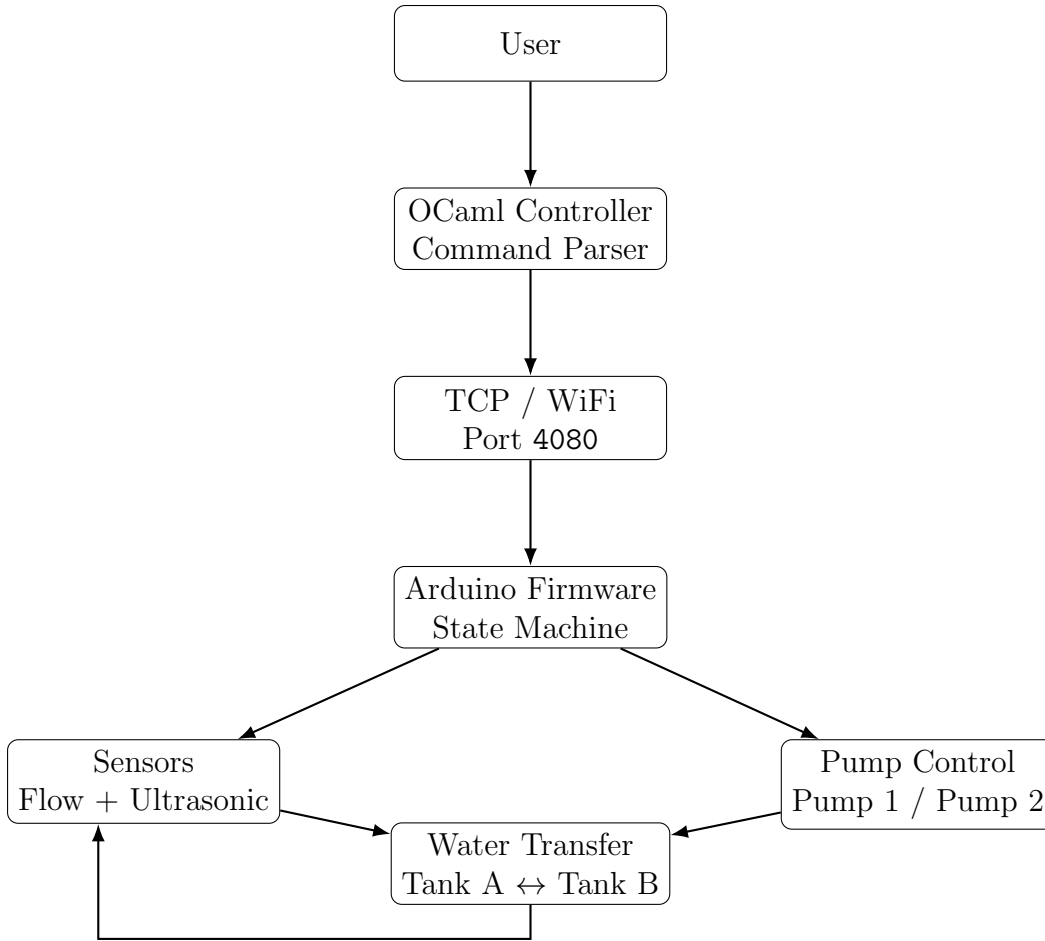 User
OCaml Controller
Command Parser
TCP / WiFi
Port 4080
Arduino Firmware
State Machine
Sensors
Flow + Ultrasonic
Pump Control
Pump 1 / Pump 2
Water Transfer
Tank A ↔ Tank B